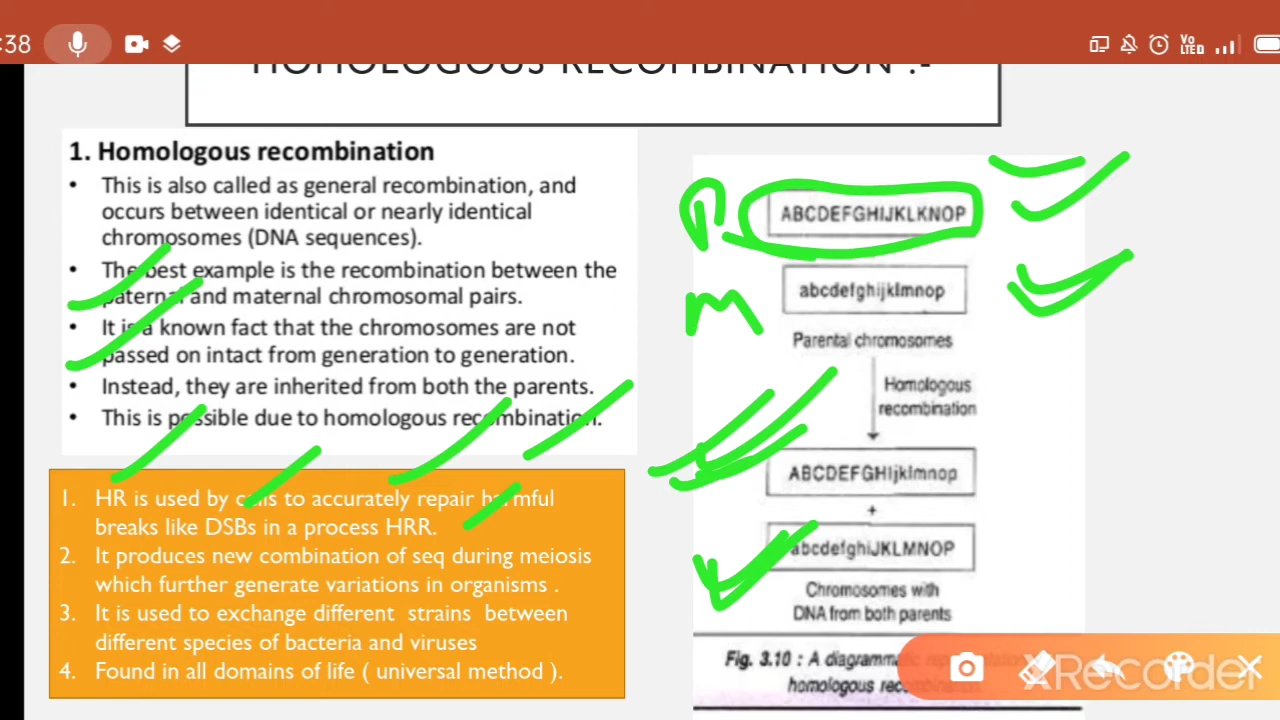 :38
Vo
LTE D
HOMOLOGOUS RECOMBINATION :-
1. Homologous recombination
• This is also called as general recombination, and
occurs between identical or nearly identical
chromosomes (DNA sequences).
• The best example is the recombination between the
paternal and maternal chromosomal pairs.
• It is a known fact that the chromosomes are not
passed on intact from generation to generation.
• Instead, they are inherited from both the parents.
• This is possible due to homologous recombination.
1. HR is used by cells to accurately repair harmful
breaks like DSBs in a process HRR.
2. It produces new combination of seq during meiosis
which further generate variations in organisms .
3. It is used to exchange different strains between
different species of bacteria and viruses
4. Found in all domains of life ( universal method ).
P
ABCDEFGHIJKLKNOP
m
abcdefghijklmnop
Parental chromosomes
Homologous
recombination
ABCDEFGHIjklmnop
+
abcdefghiJKLMNOP
Chromosomes with
DNA from both parents
Fig. 3.10 : A diagrammatic
homologous
XRecorder